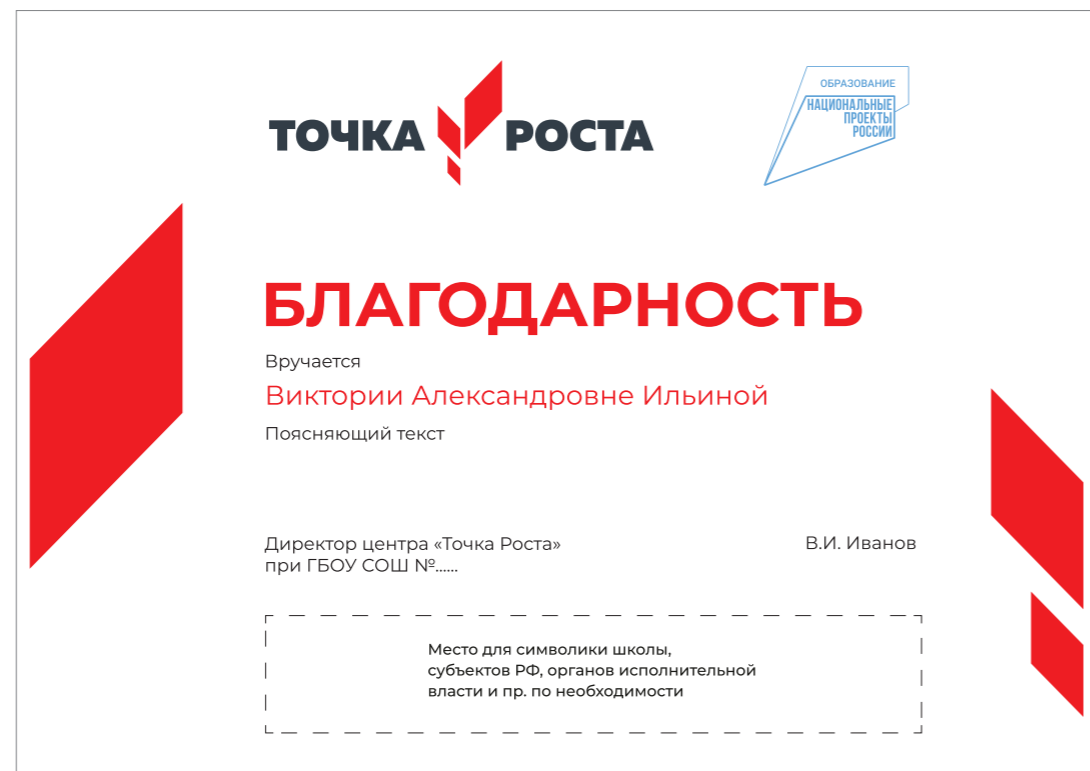 ТОЧКА РОСТА
ОБРАЗОВАНИЕ
НАЦИОНАЛЬНЫЕ
ПРОЕКТЫ
РОССИИ
БЛАГОДАРНОСТЬ
Вручается
Виктории Александровне Ильиной
Поясняющий текст
Директор центра «Точка Роста»
при ГБОУ СОШ №......
В.И. Иванов
Место для символики школы,
субъектов РФ, органов исполнительной
власти и пр. по необходимости